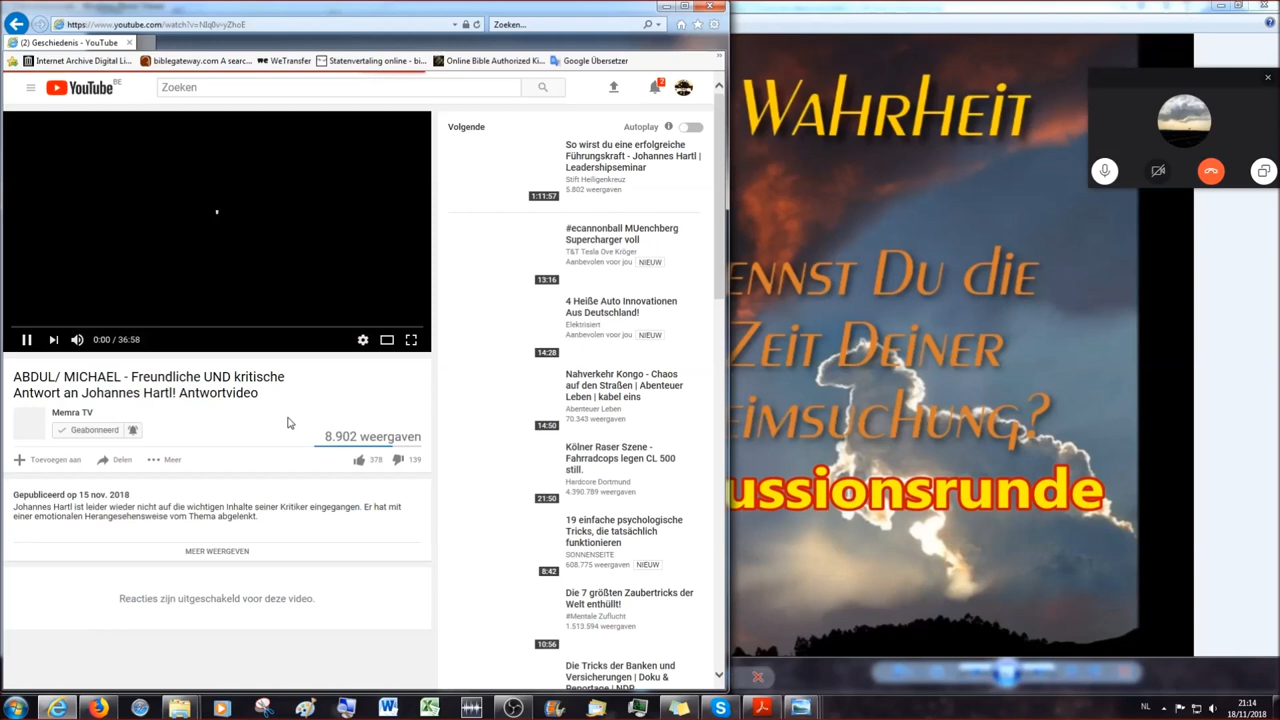 https://www.youtube.com/watch?v=NIq0v-yZhoE
Zoeken...
(2) Geschiedenis - YouTube
Internet Archive Digital Li...
biblegateway.com A searc...
WeTransfer
Statenvertaling online - bi...
Online Bible Authorized Ki...
Google Übersetzer
YouTube BE
Zoeken
2
0:00 / 36:58
ABDUL/ MICHAEL - Freundliche UND kritische
Antwort an Johannes Hartl! Antwortvideo
Memra TV
Geabonneerd
8.902 weergaven
Toevoegen aan
Delen
Meer
378
139
Gepubliceerd op 15 nov. 2018
Johannes Hartl ist leider wieder nicht auf die wichtigen Inhalte seiner Kritiker eingegangen. Er hat mit
einer emotionalen Herangesehensweise vom Thema abgelenkt.
MEER WEERGEVEN
Reacties zijn uitgeschakeld voor deze video.
Volgende
Autoplay
So wirst du eine erfolgreiche
Führungskraft - Johannes Hartl |
Leadershipseminar
Stift Heiligenkreuz
5.802 weergaven
1:11:57
#ecannonball MUenchberg
Supercharger voll
T&T Tesla Ove Kröger
Aanbevolen voor jou NIEUW
13:16
4 Heiße Auto Innovationen
Aus Deutschland!
Elektrisiert
Aanbevolen voor jou NIEUW
14:28
Nahverkehr Kongo - Chaos
auf den Straßen | Abenteuer
Leben | kabel eins
Abenteuer Leben
70.343 weergaven
14:50
Kölner Raser Szene -
Fahrradcops legen CL 500
still.
Hardcore Dortmund
4.390.789 weergaven
21:50
19 einfache psychologische
Tricks, die tatsächlich
funktionieren
SONNENSEITE
608.775 weergaven NIEUW
8:42
Die 7 größten Zaubertricks der
Welt enthüllt!
#Mentale Zuflucht
1.513.594 weergaven
10:56
Die Tricks der Banken und
Versicherungen | Doku &
Reportage | NDR
Wahrheit
ennst Du die
Zeit Deiner
eimsuchung?
ussionsrunde
NL
21:14
18/11/2018